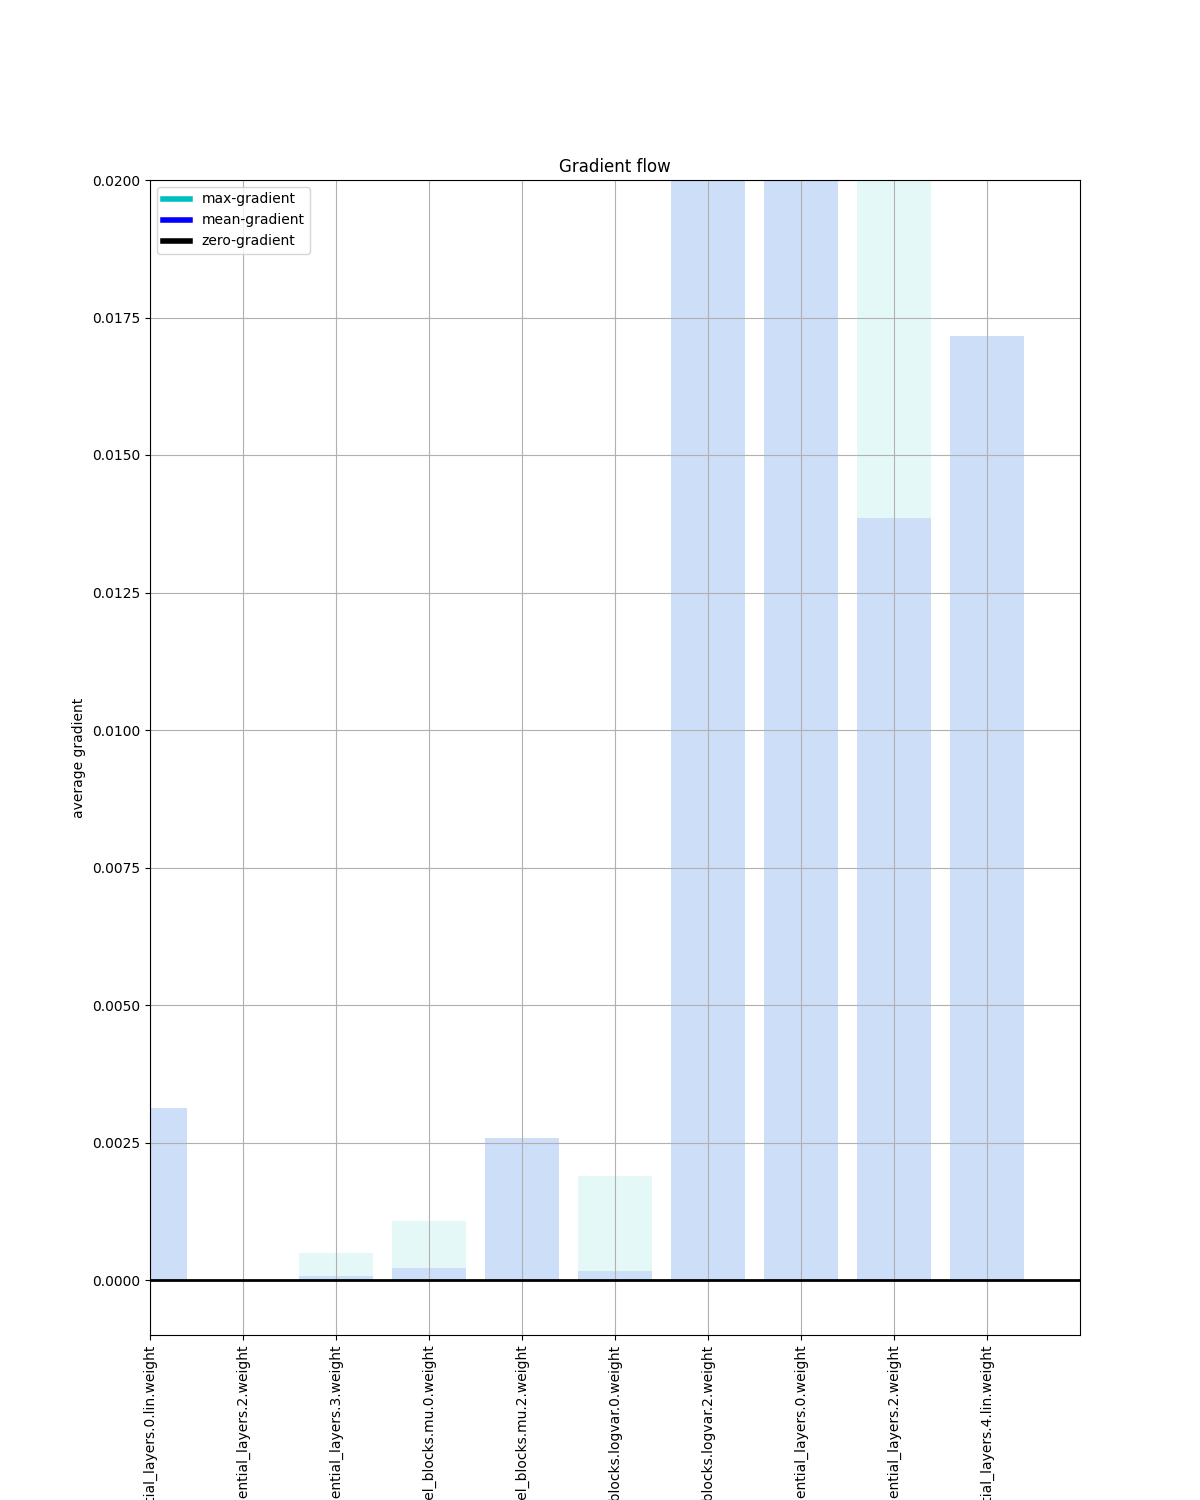 Gradient flow
max-gradient
mean-gradient
zero-gradient
0.0200
0.0175
0.0150
0.0125
0.0100
0.0075
0.0050
0.0025
0.0000
average gradient
tial_layers.0.lin.weight
ential_layers.2.weight
ential_layers.3.weight
el_blocks.mu.0.weight
el_blocks.mu.2.weight
blocks.logvar.0.weight
blocks.logvar.2.weight
ential_layers.0.weight
ential_layers.2.weight
tial_layers.4.lin.weight